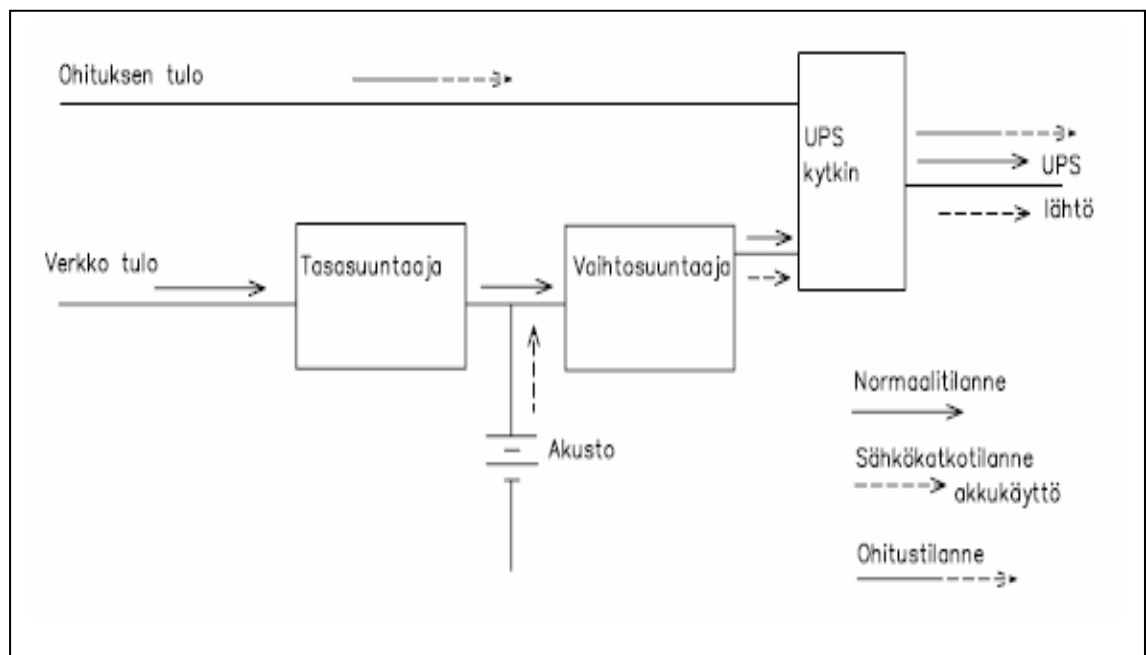 Ohituksen tulo
UPS
kytkin
UPS
lähtö
Verkko tulo
Tasasuuntaaja
Vaihtosuuntaaja
Akusto
Normaalitilanne
Sähkökatkotilanne
akkukäyttö
Ohitustilanne